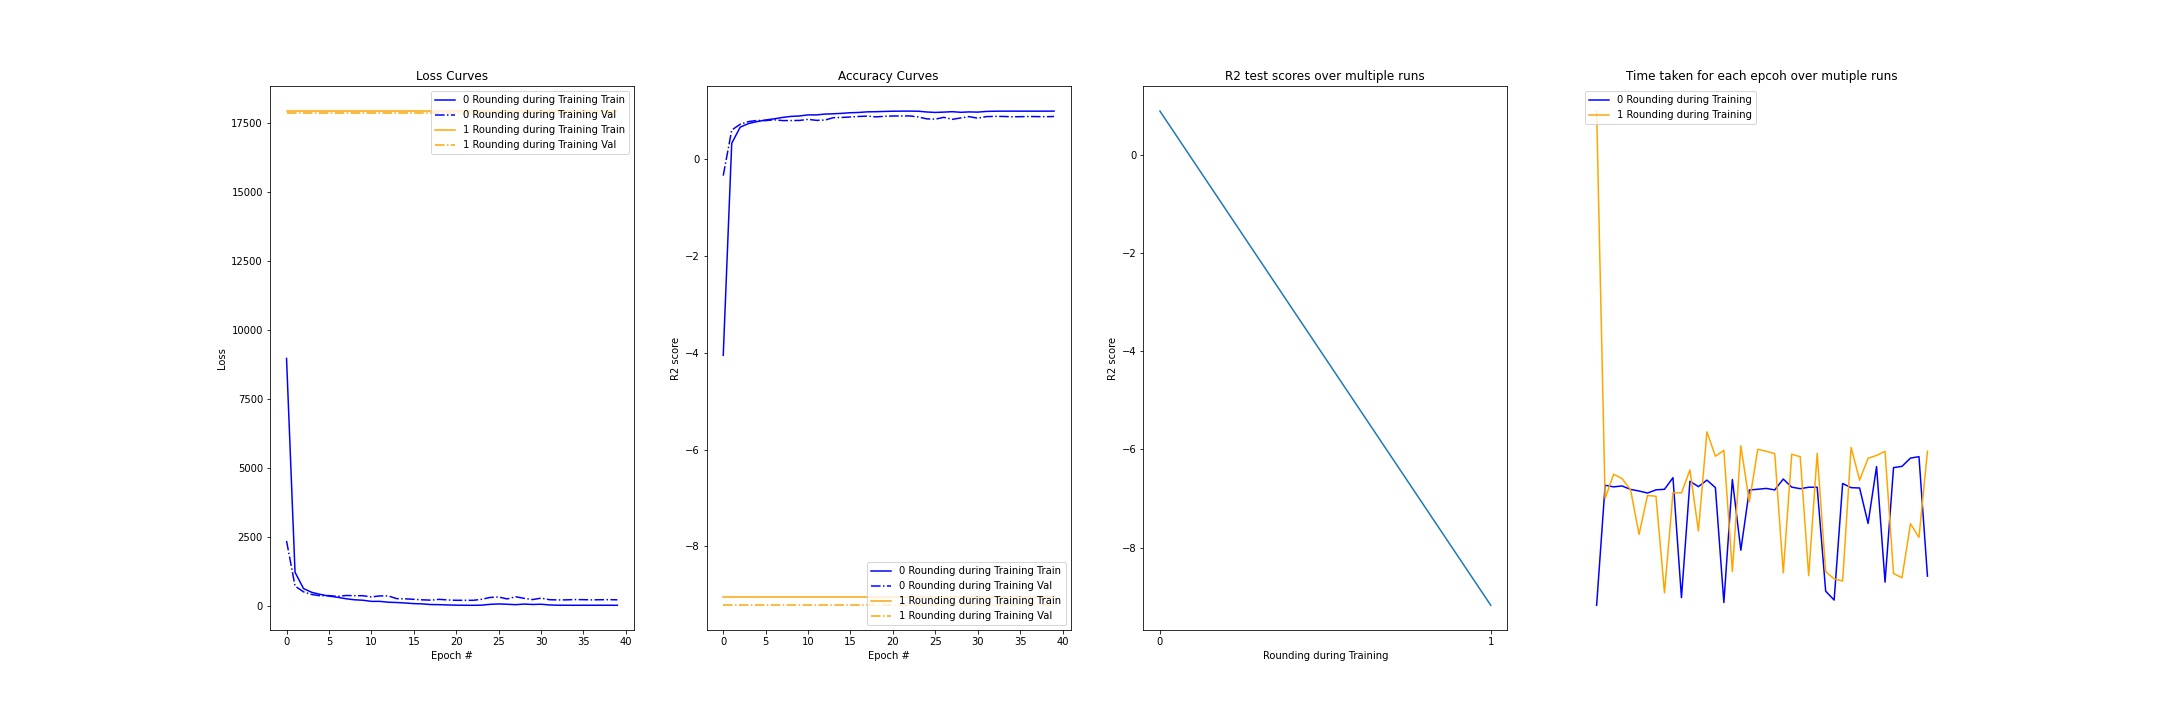 Loss Curves
17500
15000
12500
10000
7500
5000
2500
0
Loss
0 5 10 15 20 25 30 35 40
Epoch #
0 Rounding during Training Train
0 Rounding during Training Val
1 Rounding during Training Train
1 Rounding during Training Val
Accuracy Curves
0
−2
−4
−6
−8
R2 score
0 5 10 15 20 25 30 35 40
Epoch #
0 Rounding during Training Train
0 Rounding during Training Val
1 Rounding during Training Train
1 Rounding during Training Val
R2 test scores over multiple runs
0
−2
−4
−6
−8
R2 score
0 1
Rounding during Training
Time taken for each epcoh over mutiple runs
0 Rounding during Training
1 Rounding during Training